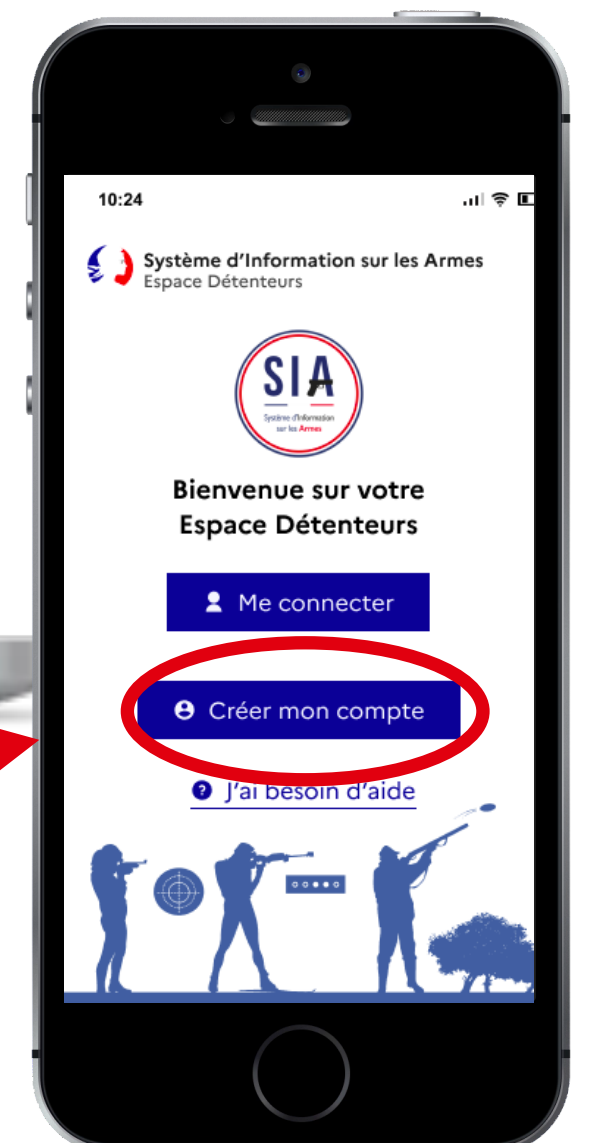 10:24
Système d'Information sur les Armes
Espace Détenteurs
SIA
Système d'Information
sur les Armes
Bienvenue sur votre
Espace Détenteurs
Me connecter
Créer mon compte
J'ai besoin d'aide